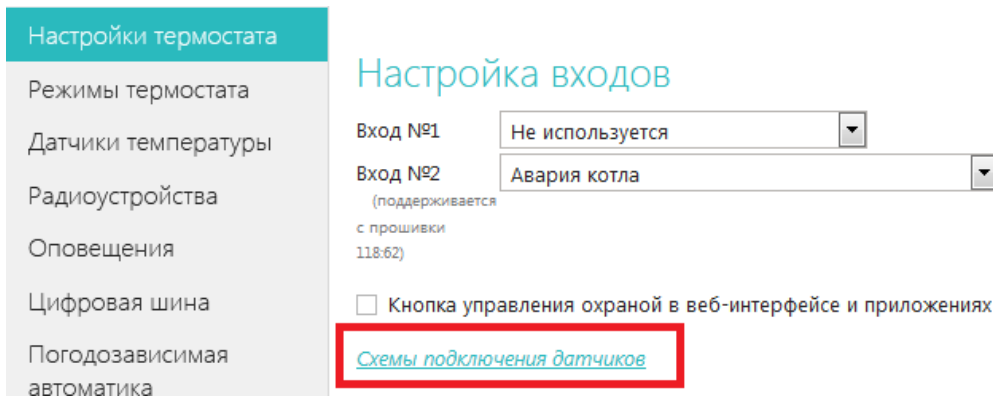 Настройки термостата
Режимы термостата
Датчики температуры
Радиоустройства
Оповещения
Цифровая шина
Погодозависимая
автоматика
Настройка входов
Вход №1 Не используется
Вход №2 Авария котла
(поддерживается
с прошивки
118:62)
Кнопка управления охраной в веб-интерфейсе и приложениях
Схемы подключения датчиков